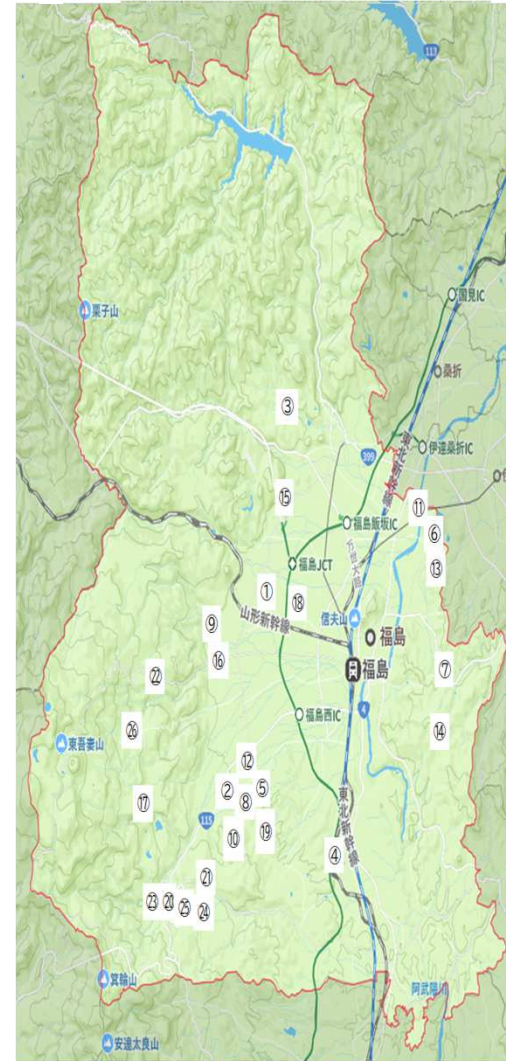 113
栗子山
国見IC
桑折
③
伊達桑折IC
399
東北新幹線
⑮
⑪
福島飯坂IC
⑥
万世大路
福島JCT
⑬
①
⑱
山形新幹線
信夫山
⑨
福島
⑯
福島
⑦
㉒
4
福島西IC
㉖
⑭
東吾妻山
⑫
②
⑤
⑰
⑧
115
⑩
⑲
東北新幹線
④
㉑
㉓
⑳
㉕
㉔
箕輪山
阿武隈川
安達太良山